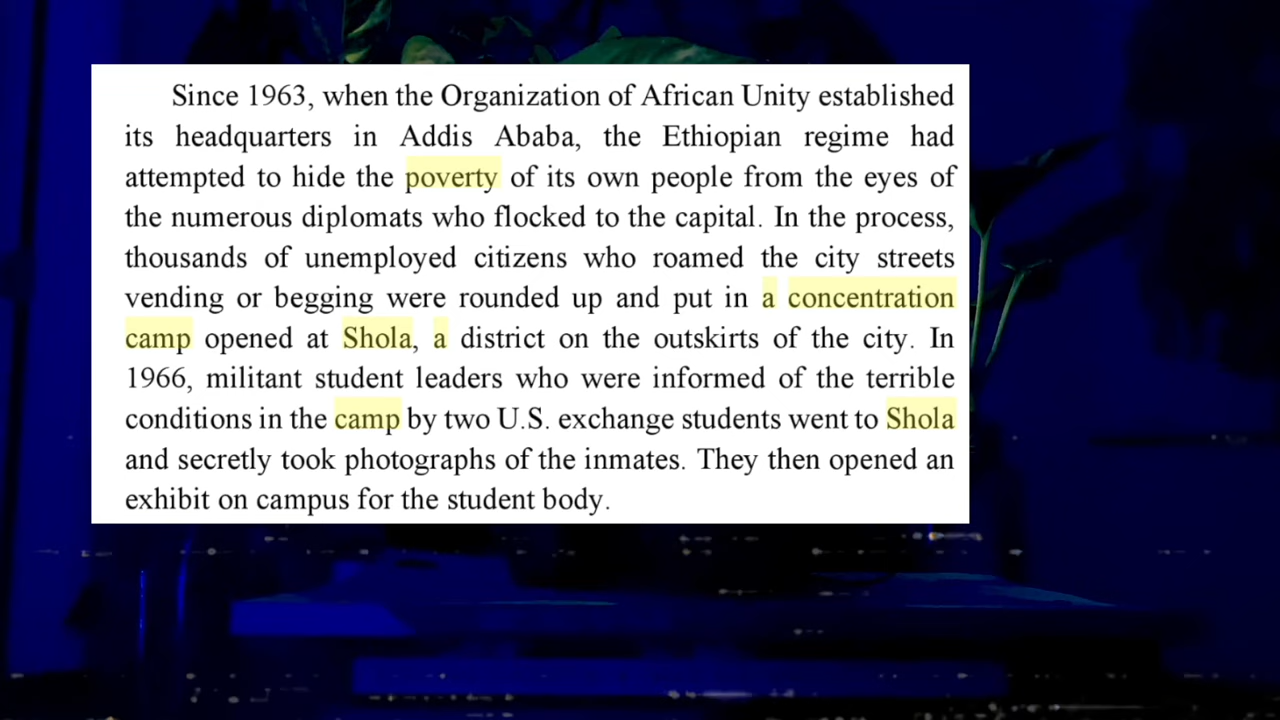 Since 1963, when the Organization of African Unity established
its headquarters in Addis Ababa, the Ethiopian regime had
attempted to hide the poverty of its own people from the eyes of
the numerous diplomats who flocked to the capital. In the process,
thousands of unemployed citizens who roamed the city streets
vending or begging were rounded up and put in a concentration
camp opened at Shola, a district on the outskirts of the city. In
1966, militant student leaders who were informed of the terrible
conditions in the camp by two U.S. exchange students went to Shola
and secretly took photographs of the inmates. They then opened an
exhibit on campus for the student body.